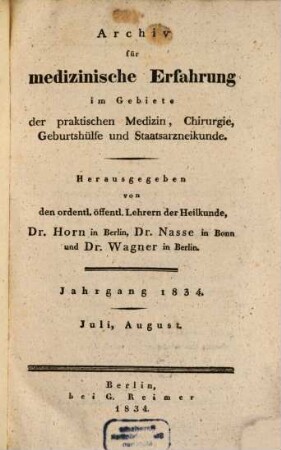 Archiv
für
medizinische Erfahrung
im Gebiete
der praktischen Medizin, Chirurgie,
Geburtshülfe und Staatsarzneikunde.
Herausgegeben
von
den ordentl. öffentl. Lehrern der Heilkunde,
Dr. Horn in Berlin, Dr. Nasse in Bonn
und Dr. Wagner in Berlin.
Jahrgang 1834.
Juli, August.
Berlin,
bei G. Reimer
1834.